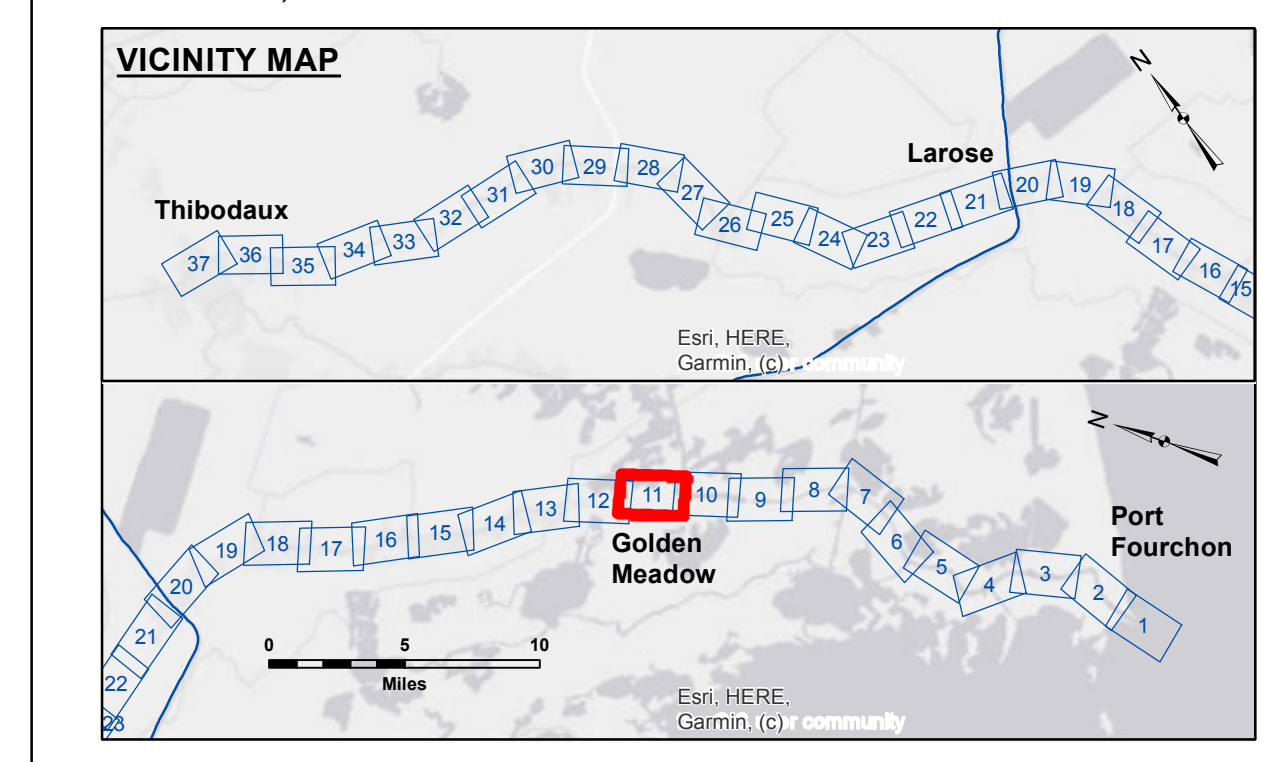 VICINITY MAP
N
Larose
Thibodaux
37 36 35 34 33 32 31 30 29 28 27 26 25 24 23 22 21 20 19 18 17 16 15
Esri, HERE,
Garmin, (c) community
N
23 22 21 20 19 18 17 16 15 14 13 12 11 10 9 8 7 6 5 4 3 2 1
Port
Fourchon
Golden
Meadow
0 5 10
Miles
Esri, HERE,
Garmin, (c) community